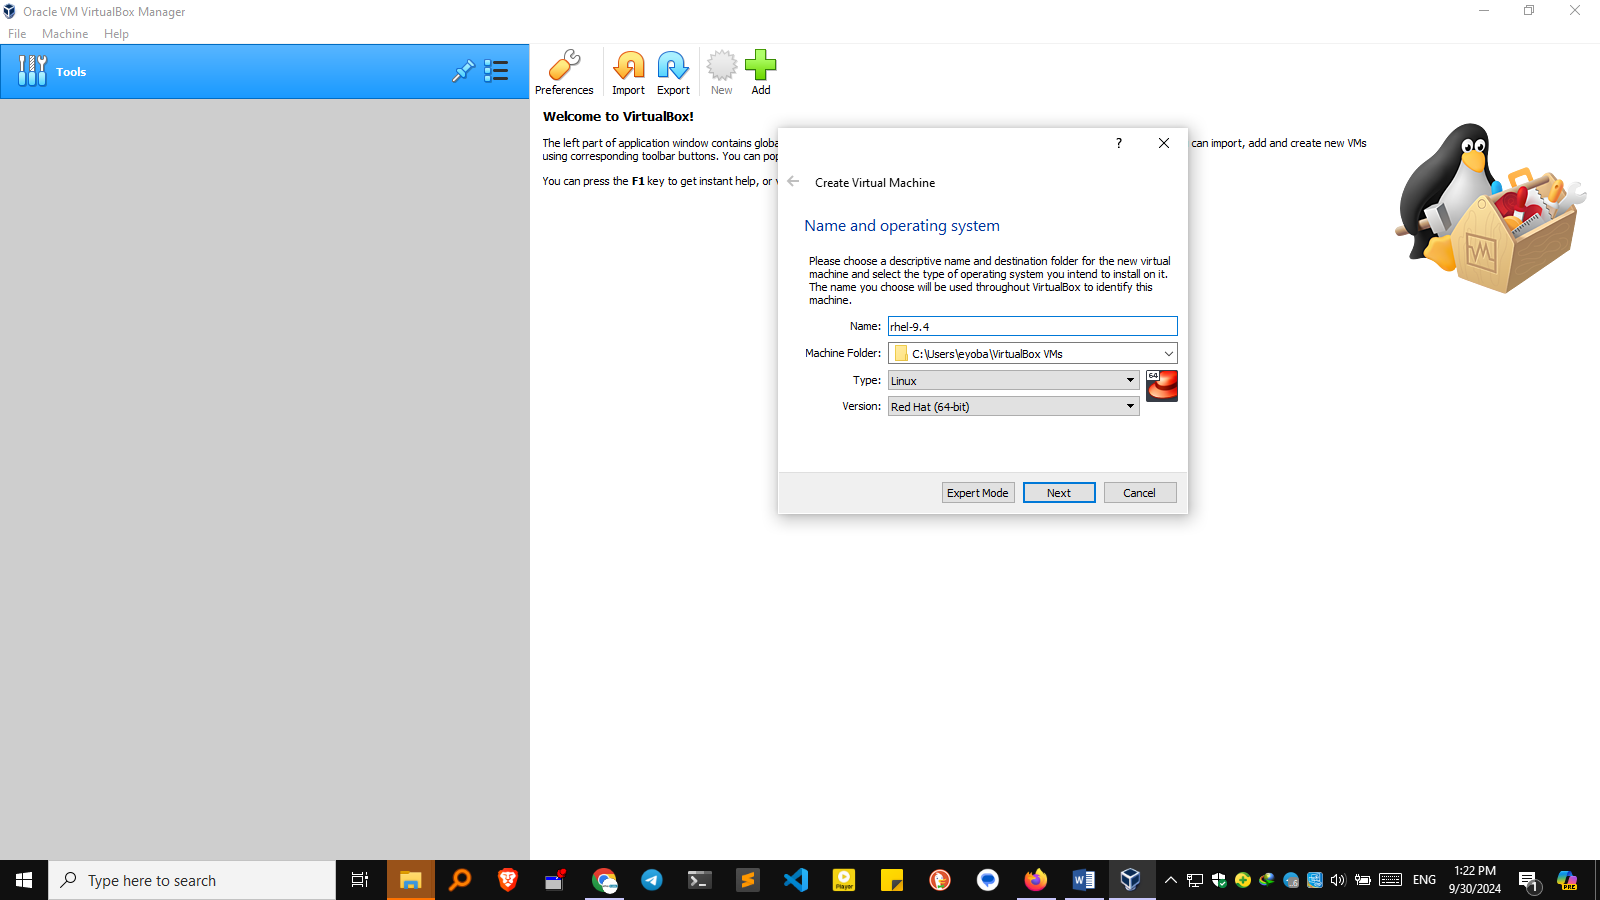 Oracle VM VirtualBox Manager
File Machine Help
Tools
Preferences Import Export New Add
Welcome to VirtualBox!
The left part of application window contains globa
can import, add and create new VMs
using corresponding toolbar buttons. You can pop
You can press the F1 key to get instant help, or v
? 
Create Virtual Machine
Name and operating system
Please choose a descriptive name and destination folder for the new virtual
machine and select the type of operating system you intend to install on it.
The name you choose will be used throughout VirtualBox to identify this
machine.
Name: rhel-9.4
Machine Folder: C:\Users\eyoba\VirtualBox VMs
Type: Linux
64
Version: Red Hat (64-bit)
Expert Mode Next Cancel
Type here to search
Player
ENG
1:22 PM
9/30/2024
1
PRE